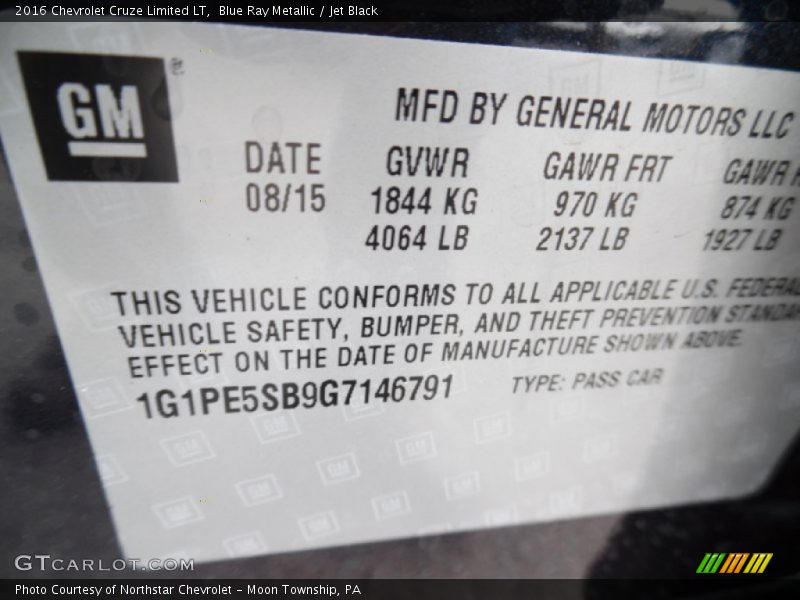 2016 Chevrolet Cruze Limited LT, Blue Ray Metallic / Jet Black
GM
MFD BY GENERAL MOTORS LLC
DATE GVWR GAWR FRT GAWR
08/15 1844 KG 970 KG 874 KG
4064 LB 2137 LB 1927 LB
THIS VEHICLE CONFORMS TO ALL APPLICABLE U.S. FEDERAL
VEHICLE SAFETY, BUMPER, AND THEFT PREVENTION STANDA
EFFECT ON THE DATE OF MANUFACTURE SHOWN ABOVE.
1G1PE5SB9G7146791 TYPE: PASS CAR
GTCARLOT.COM
Photo Courtesy of Northstar Chevrolet - Moon Township, PA